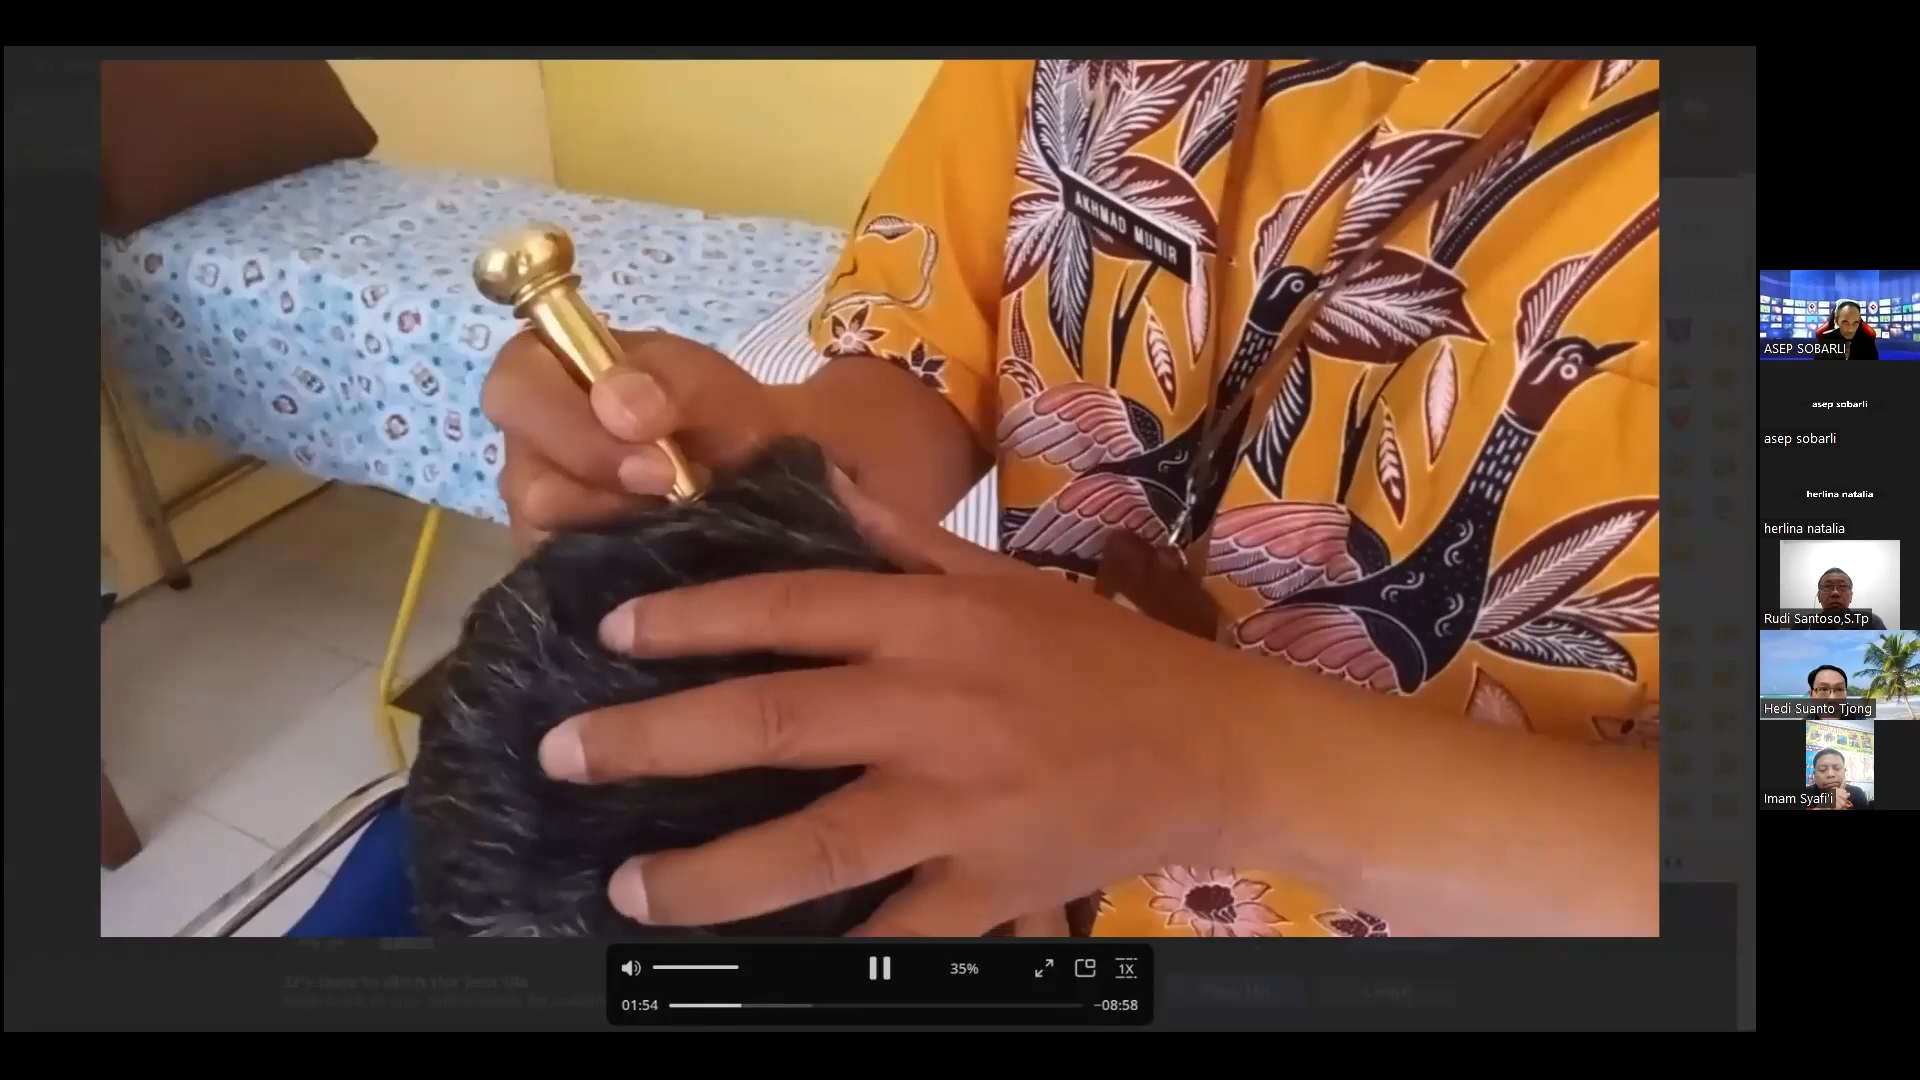 AKHMAD MUNIR
ASEP SOBARLI
asep sobarli
asep sobarli
herlina natalia
herlina natalia
Rudi Santoso,S.Tp
Hedi Suanto Tjong
Imam Syafi'i
35%
1X
01:54
−08:58